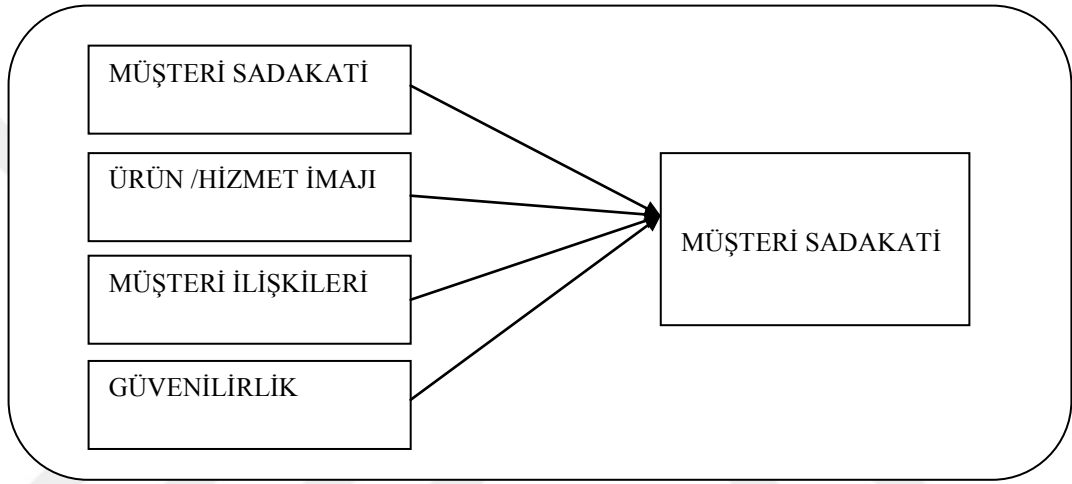 MÜŞTERİ SADAKATİ
ÜRÜN /HİZMET İMAJI
MÜŞTERİ İLİŞKİLERİ
GÜVENİLİRLİK
MÜŞTERİ SADAKATİ